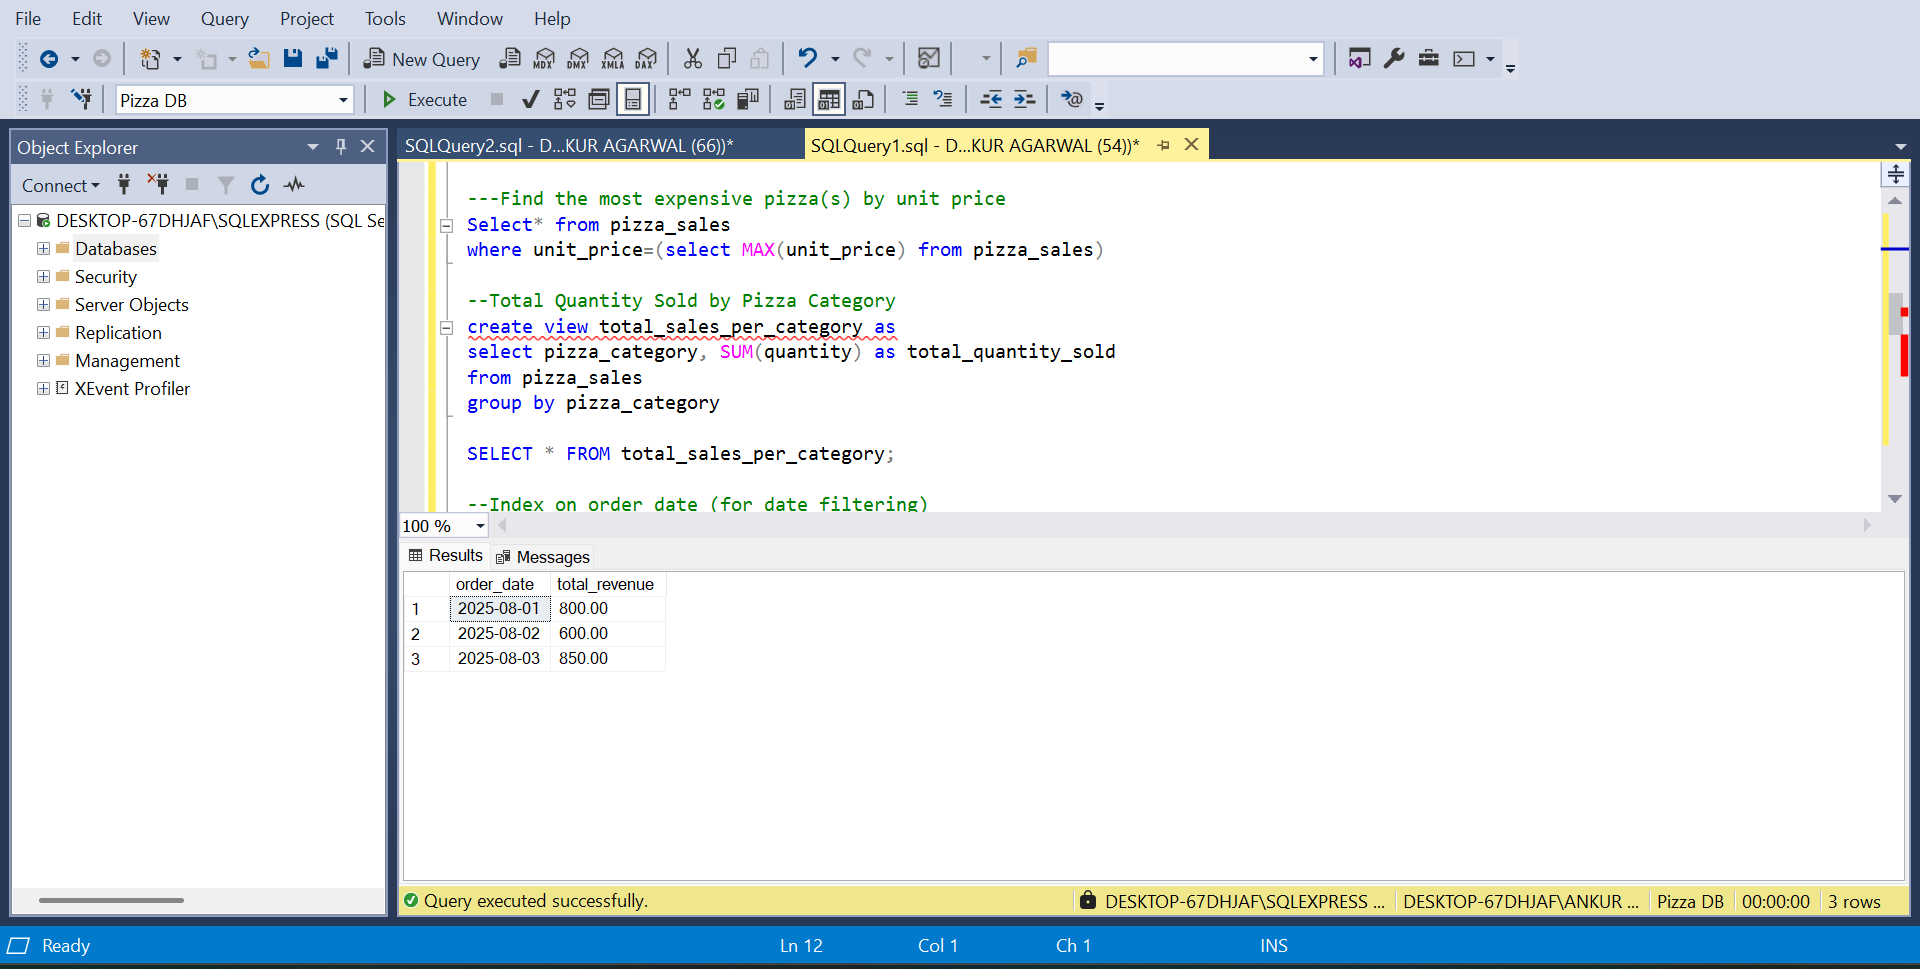 File Edit View Query Project Tools Window Help
New Query MDX DMX XMLA DAX
Pizza DB Execute
Object Explorer
Connect
DESKTOP-67DHJAF\SQLEXPRESS (SQL Se
Databases
Security
Server Objects
Replication
Management
XEvent Profiler
SQLQuery2.sql - D...KUR AGARWAL (66))* SQLQuery1.sql - D...KUR AGARWAL (54))*
---Find the most expensive pizza(s) by unit price
Select* from pizza_sales
where unit_price=(select MAX(unit_price) from pizza_sales)
--Total Quantity Sold by Pizza Category
create view total_sales_per_category as
select pizza_category, SUM(quantity) as total_quantity_sold
from pizza_sales
group by pizza_category
SELECT * FROM total_sales_per_category;
--Index on order date (for date filtering)
100 %
Results Messages
order_date total_revenue
1 2025-08-01 800.00
2 2025-08-02 600.00
3 2025-08-03 850.00
Query executed successfully. DESKTOP-67DHJAF\SQLEXPRESS ... DESKTOP-67DHJAF\ANKUR ... Pizza DB 00:00:00 3 rows
Ready Ln 12 Col 1 Ch 1 INS